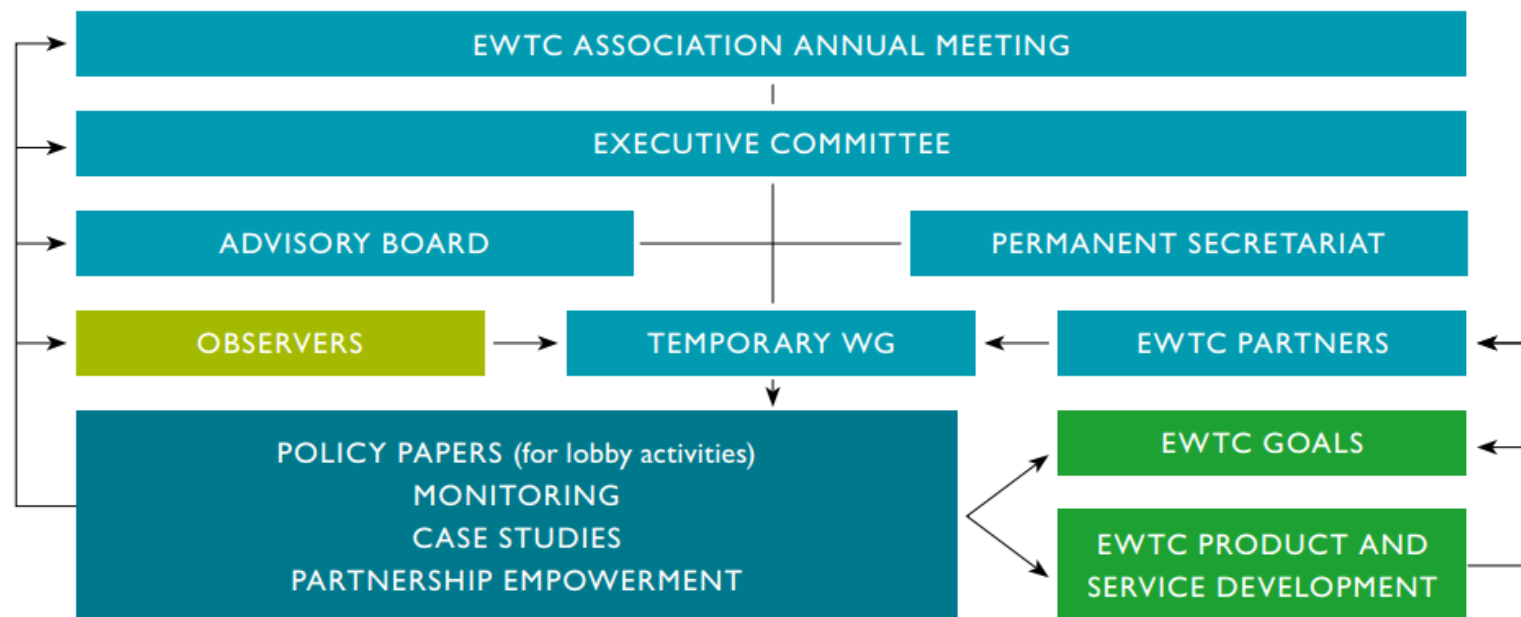 EWTC ASSOCIATION ANNUAL MEETING
EXECUTIVE COMMITTEE
ADVISORY BOARD
PERMANENT SECRETARIAT
OBSERVERS
TEMPORARY WG
EWTC PARTNERS
POLICY PAPERS (for lobby activities)
MONITORING
CASE STUDIES
PARTNERSHIP EMPOWERMENT
EWTC GOALS
EWTC PRODUCT AND
SERVICE DEVELOPMENT